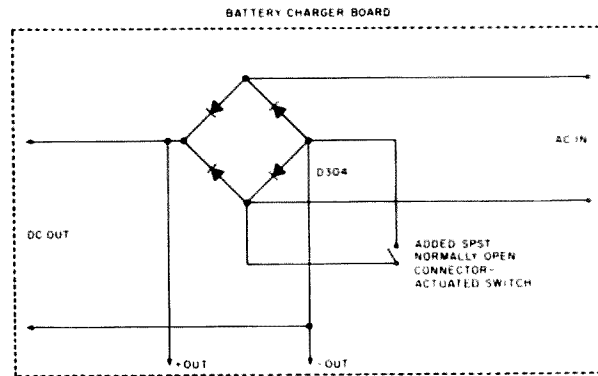 BATTERY CHARGER BOARD
AC IN
D304
DC OUT
ADDED SPST
NORMALLY OPEN
CONNECTOR-
ACTUATED SWITCH
+OUT
-OUT